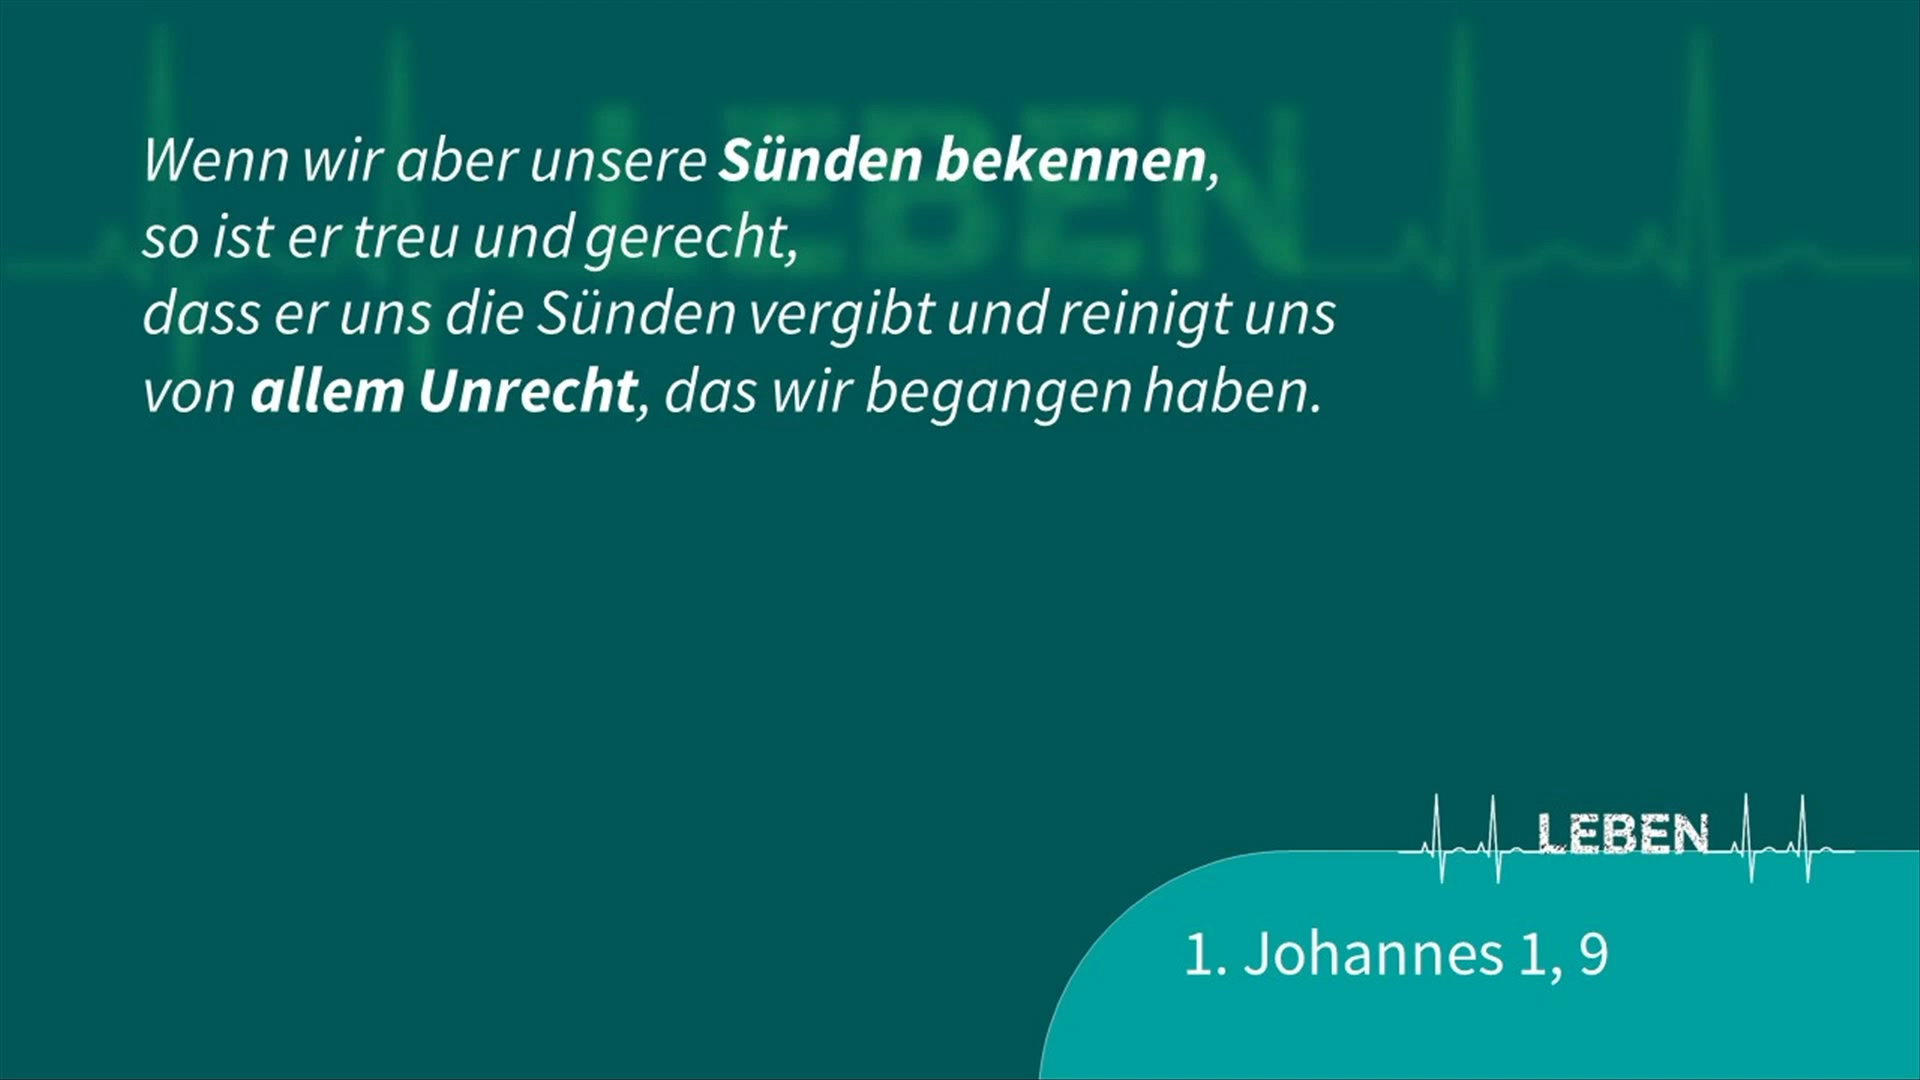 LEBEN
Wenn wir aber unsere Sünden bekennen,
so ist er treu und gerecht,
dass er uns die Sünden vergibt und reinigt uns
von allem Unrecht, das wir begangen haben.
LEBEN
1. Johannes 1, 9